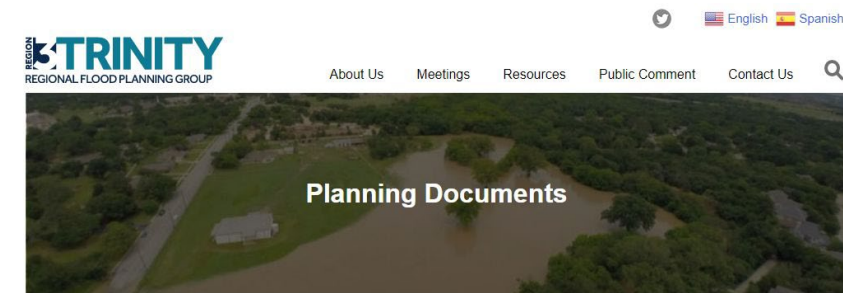 English Spanish
REGION 3 TRINITY
REGIONAL FLOOD PLANNING GROUP
About Us Meetings Resources Public Comment Contact Us
Planning Documents